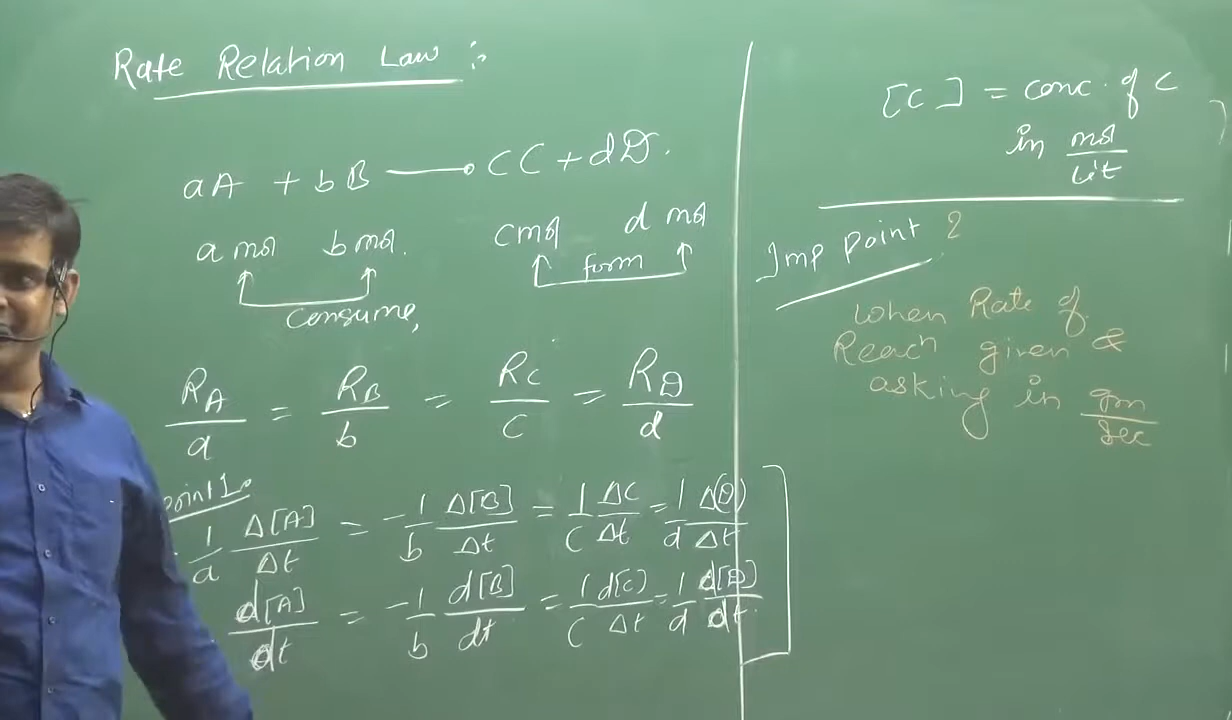 Rate Relation Law :-
aA + bB ⟶ CC + dD.
a mol b mol. c mol d mol
consume, form
R_A/a = R_B/b = R_C/C = R_D/d
Point 1.
1/a Δ[A]/Δt = -1/b Δ[B]/Δt = 1/C ΔC/Δt = 1/d Δ[D]/Δt
d[A]/dt = -1/b d[B]/dt = 1/C d[C]/Δt = 1/d d[D]/dt
[C] = conc. of C
in mol/Lit
Imp point 2
when Rate of
Reach given &
asking in gm/sec